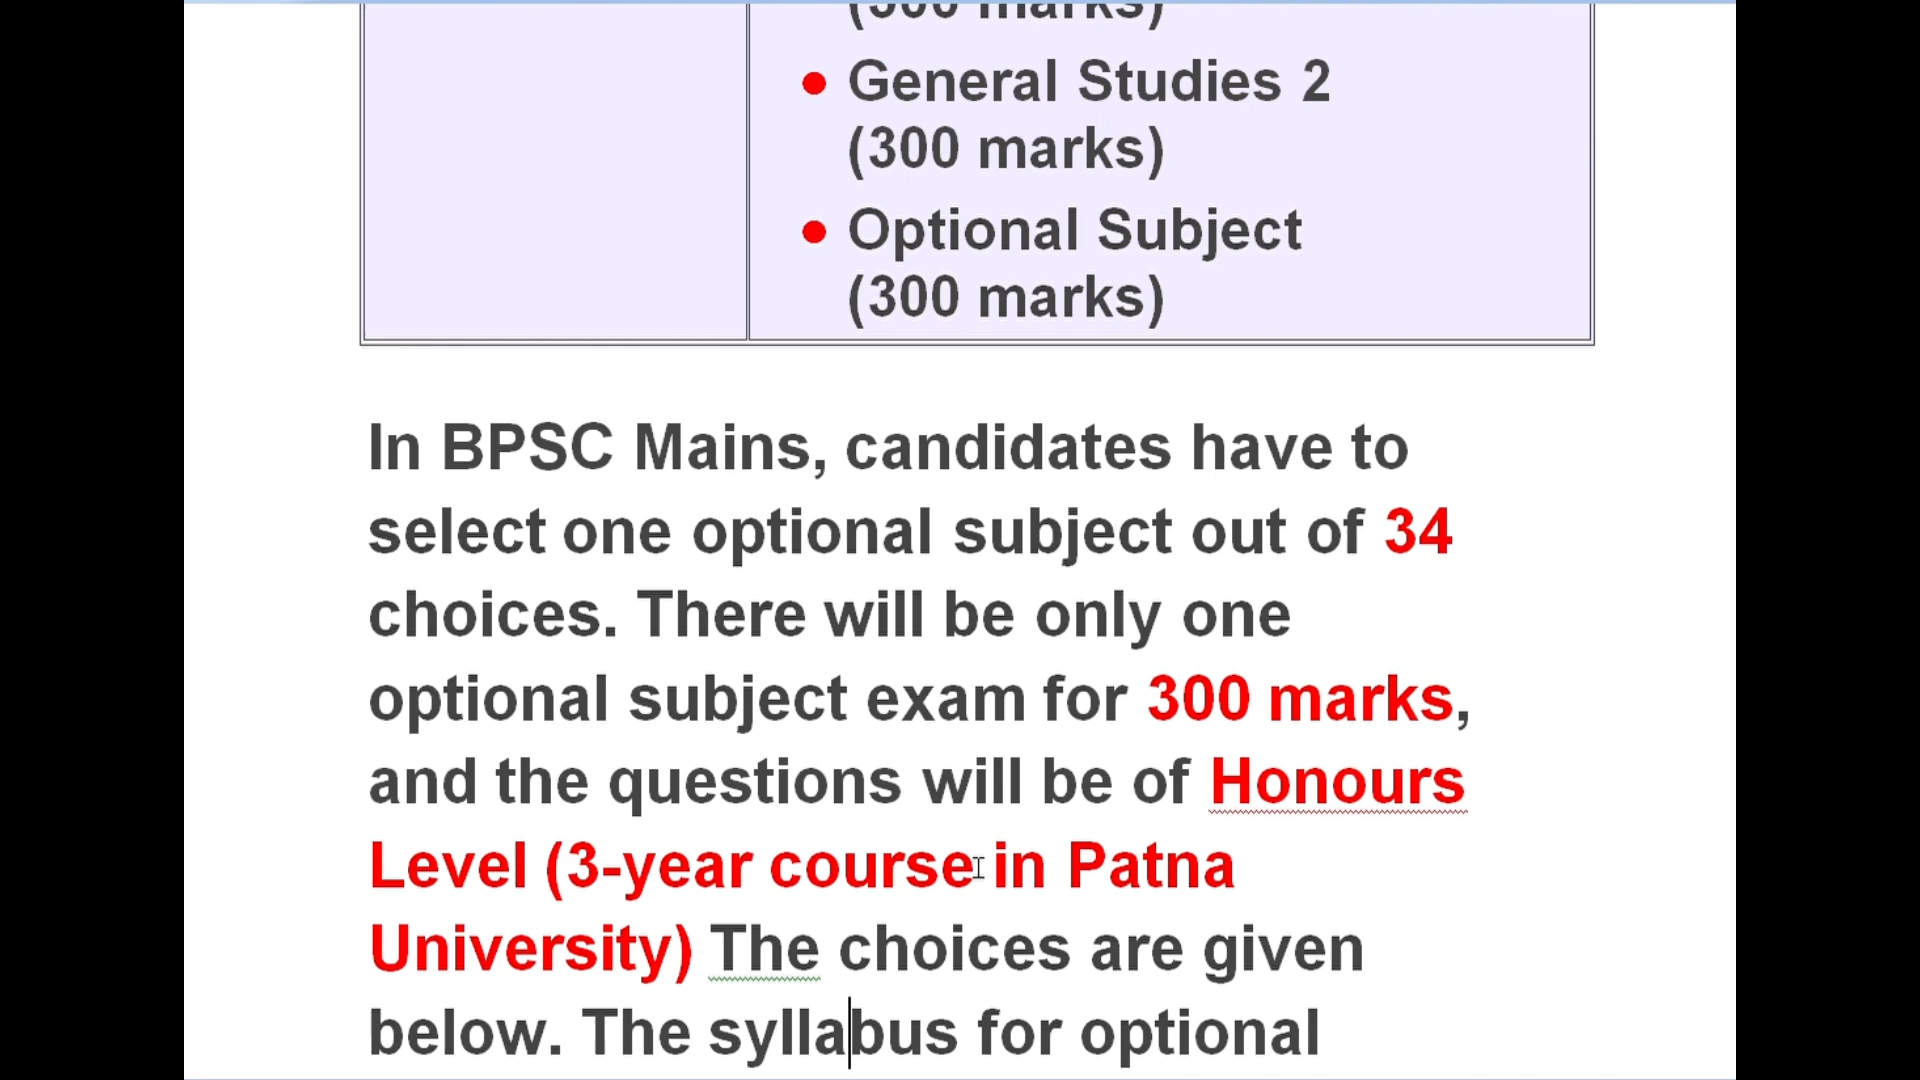 (300 marks)
General Studies 2
(300 marks)
Optional Subject
(300 marks)
In BPSC Mains, candidates have to
select one optional subject out of 34
choices. There will be only one
optional subject exam for 300 marks,
and the questions will be of Honours
Level (3-year course in Patna
University) The choices are given
below. The syllabus for optional